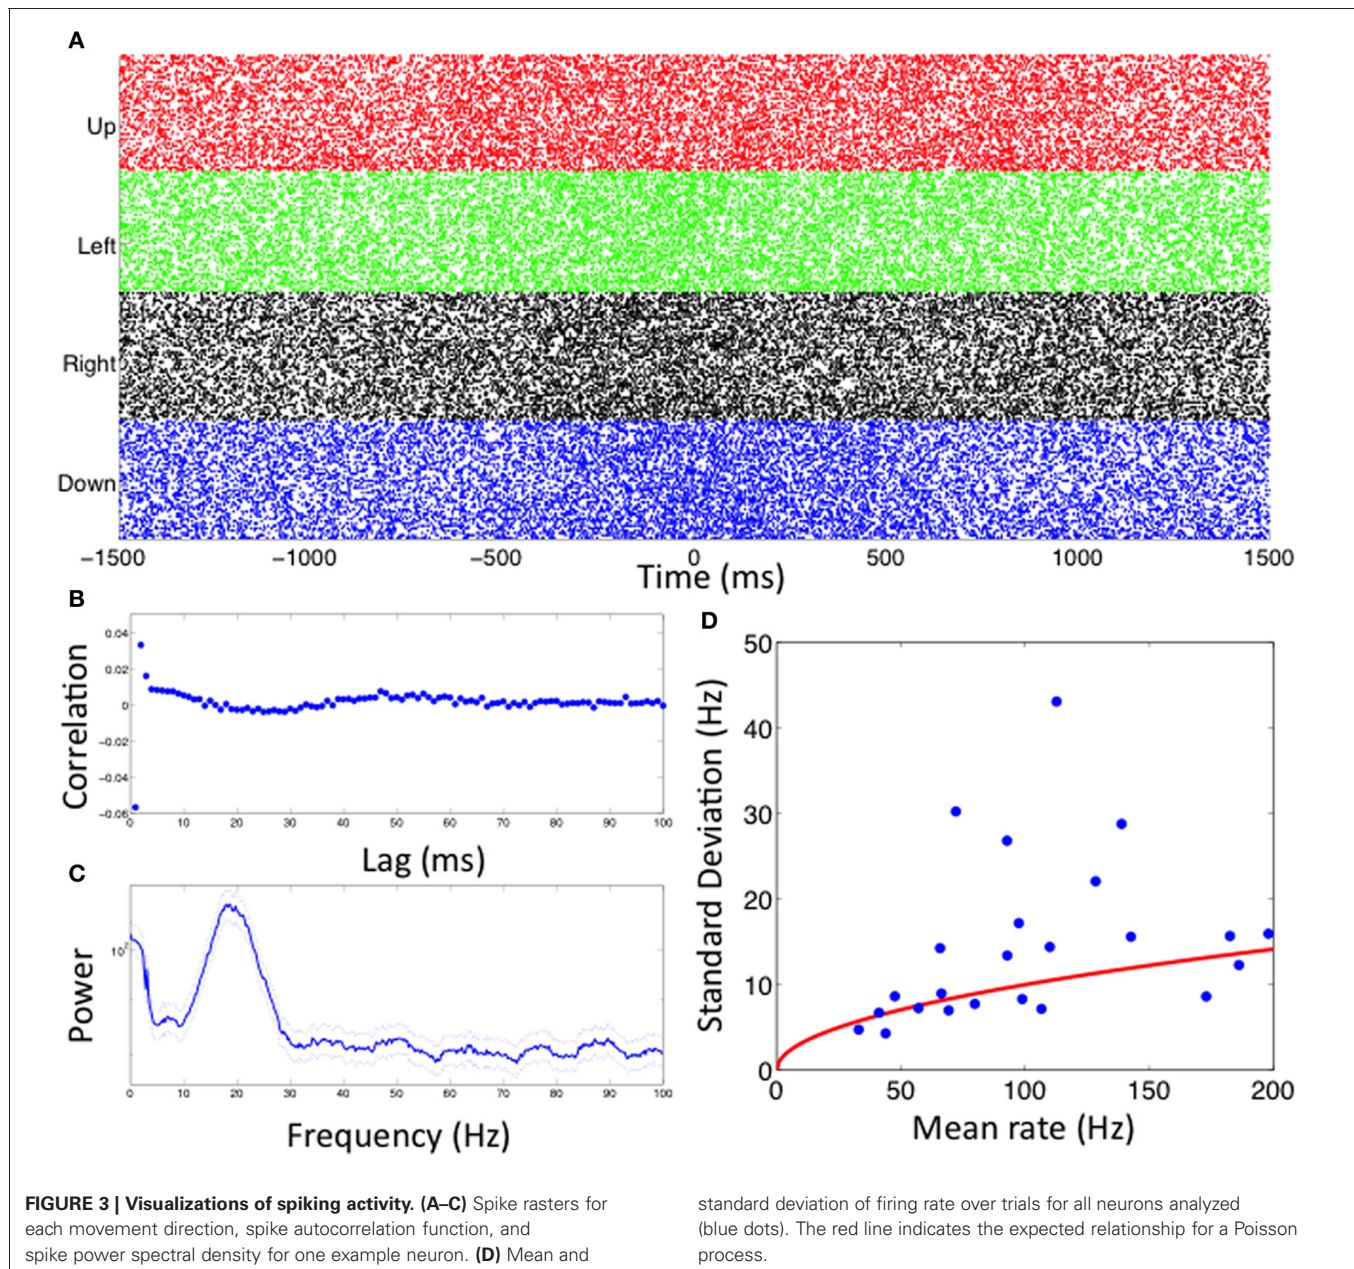 A
Up
Left
Right
Down
−1500 −1000 −500 0 500 1000 1500
Time (ms)
B
0.04
0.02
0
−0.02
−0.04
−0.06
Correlation
0 10 20 30 40 50 60 70 80 90 100
Lag (ms)
C
10
Power
0 10 20 30 40 50 60 70 80 90 100
Frequency (Hz)
D
50
40
30
20
10
0
Standard Deviation (Hz)
0 50 100 150 200
Mean rate (Hz)
FIGURE 3 | Visualizations of spiking activity. (A–C) Spike rasters for
each movement direction, spike autocorrelation function, and
spike power spectral density for one example neuron. (D) Mean and
standard deviation of firing rate over trials for all neurons analyzed
(blue dots). The red line indicates the expected relationship for a Poisson
process.